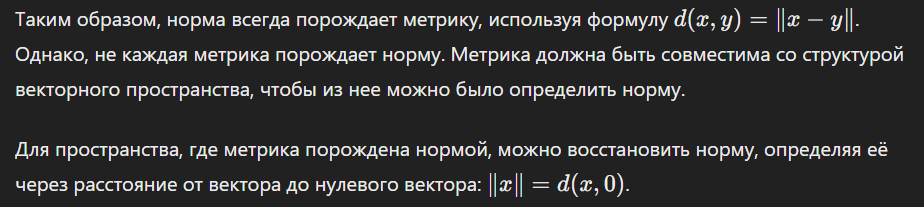 Таким образом, норма всегда порождает метрику, используя формулу d(x, y) = ‖x − y‖.
Однако, не каждая метрика порождает норму. Метрика должна быть совместима со структурой
векторного пространства, чтобы из нее можно было определить норму.
Для пространства, где метрика порождена нормой, можно восстановить норму, определяя её
через расстояние от вектора до нулевого вектора: ‖x‖ = d(x, 0).